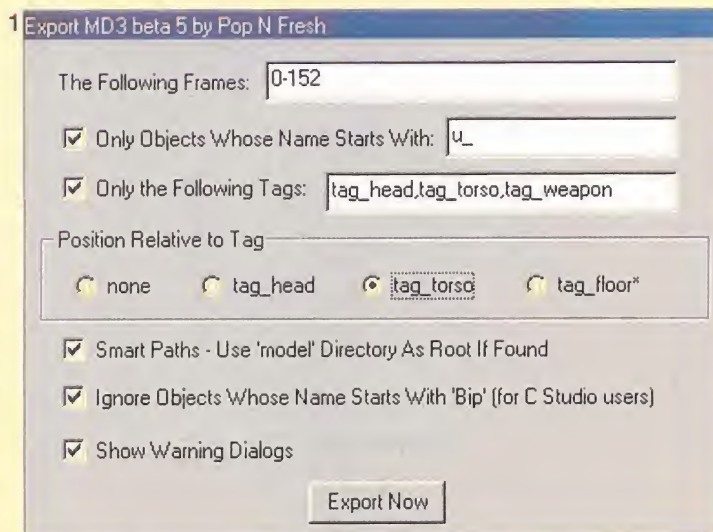 1
Export MD3 beta 5 by Pop N Fresh
The Following Frames: 0-152
Only Objects Whose Name Starts With: u_
Only the Following Tags: tag_head,tag_torso,tag_weapon
Position Relative to Tag
none tag_head tag_torso tag_floor*
Smart Paths - Use 'model' Directory As Root If Found
Ignore Objects Whose Name Starts With 'Bip' (for C Studio users)
Show Warning Dialogs
Export Now